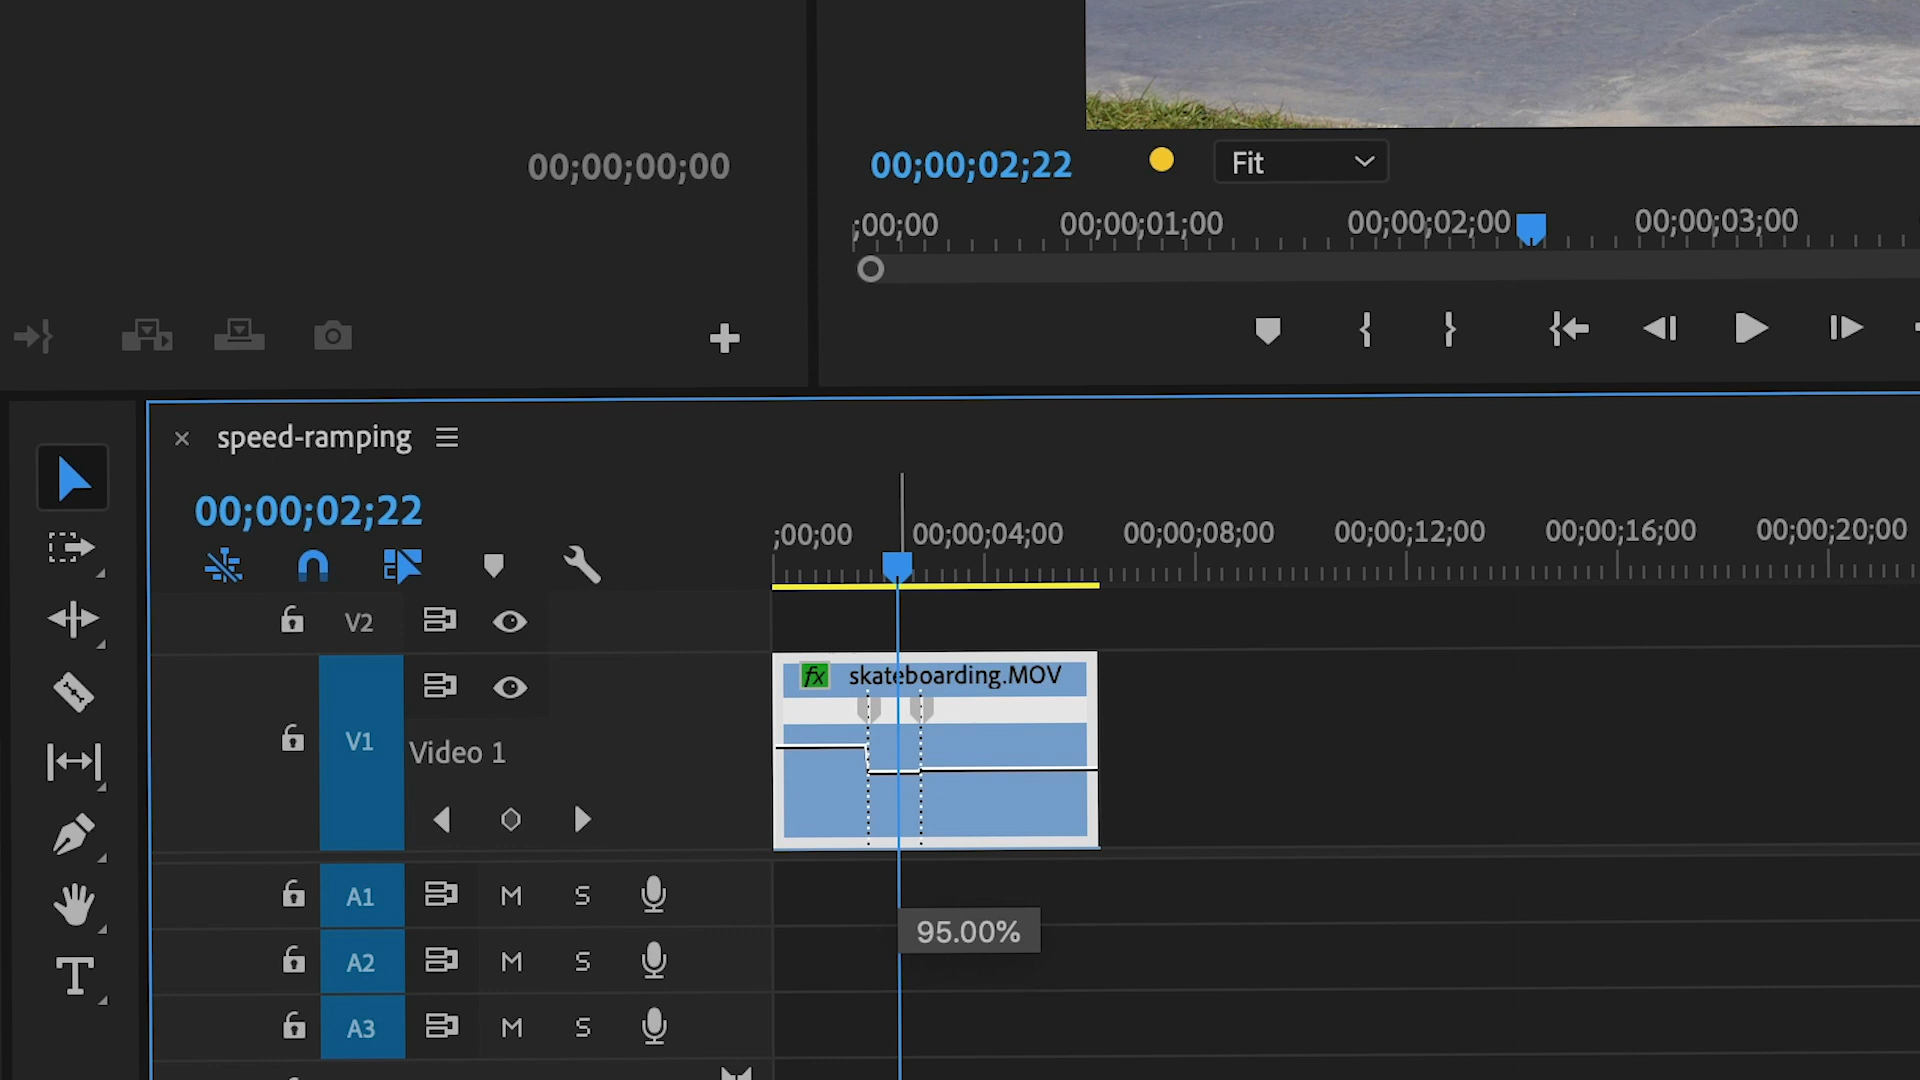 00;00;00;00
00;00;02;22
Fit
;00;00
00;00;01;00
00;00;02;00
00;00;03;00
speed-ramping
00;00;02;22
;00;00
00;00;04;00
00;00;08;00
00;00;12;00
00;00;16;00
00;00;20;00
V2
fx
skateboarding.MOV
V1
Video 1
A1
M
S
95.00%
A2
M
S
A3
M
S
T